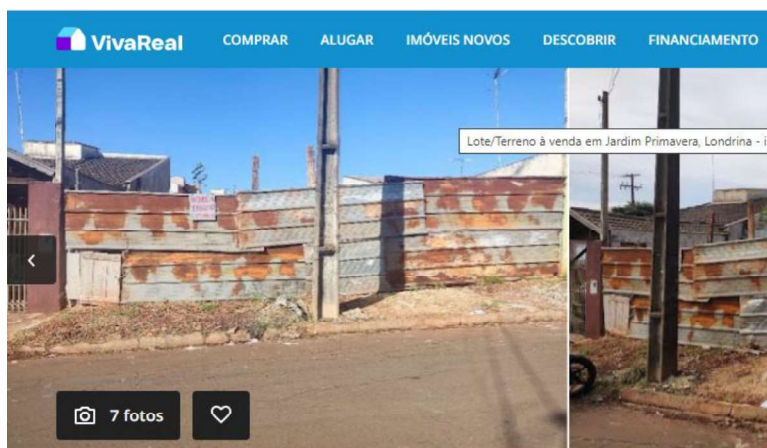 VivaReal
COMPRAR ALUGAR IMÓVEIS NOVOS DESCOBRIR FINANCIAMENTO
Lote/Terreno à venda em Jardim Primavera, Londrina - i
7 fotos